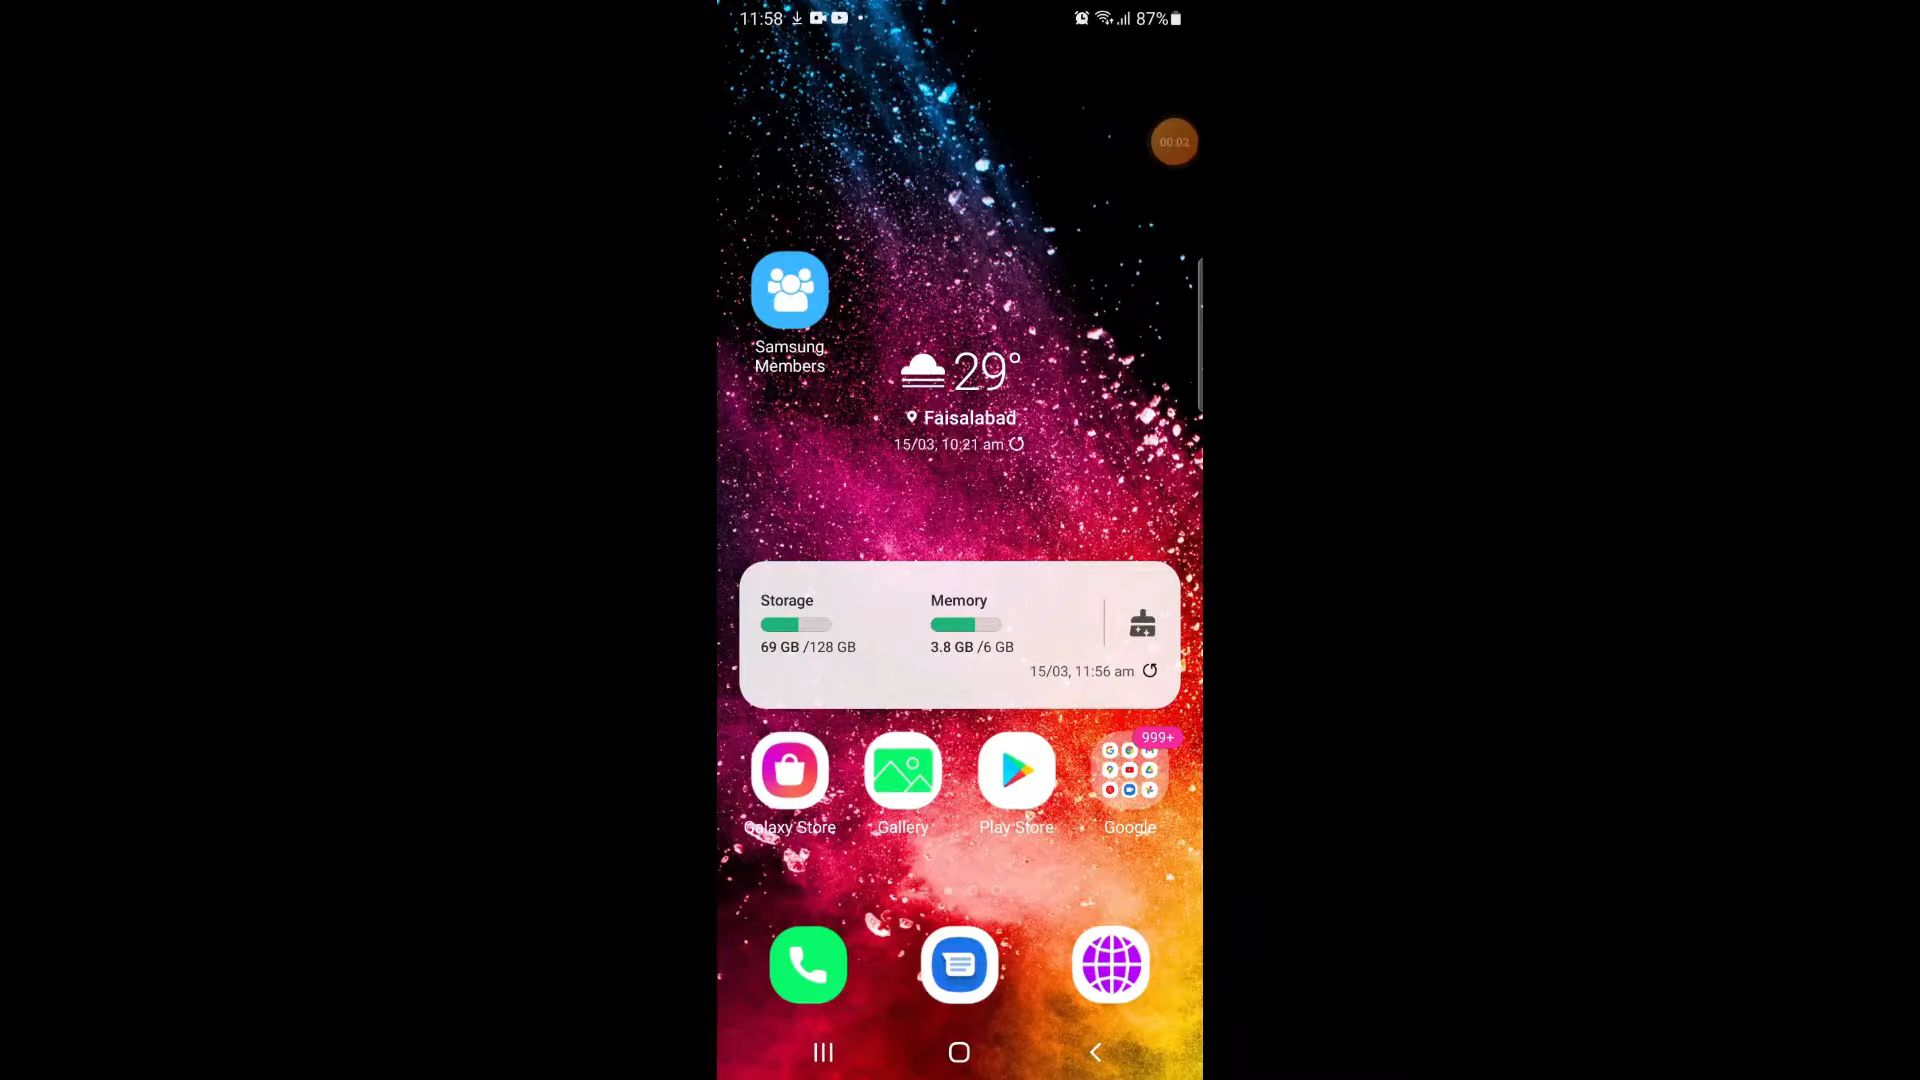 11:58
87%
00:02
Samsung
Members
29°
Faisalabad
15/03, 10:21 am
Storage
Memory
69 GB /128 GB
3.8 GB /6 GB
15/03, 11:56 am
999+
Galaxy Store
Gallery
Play Store
Google